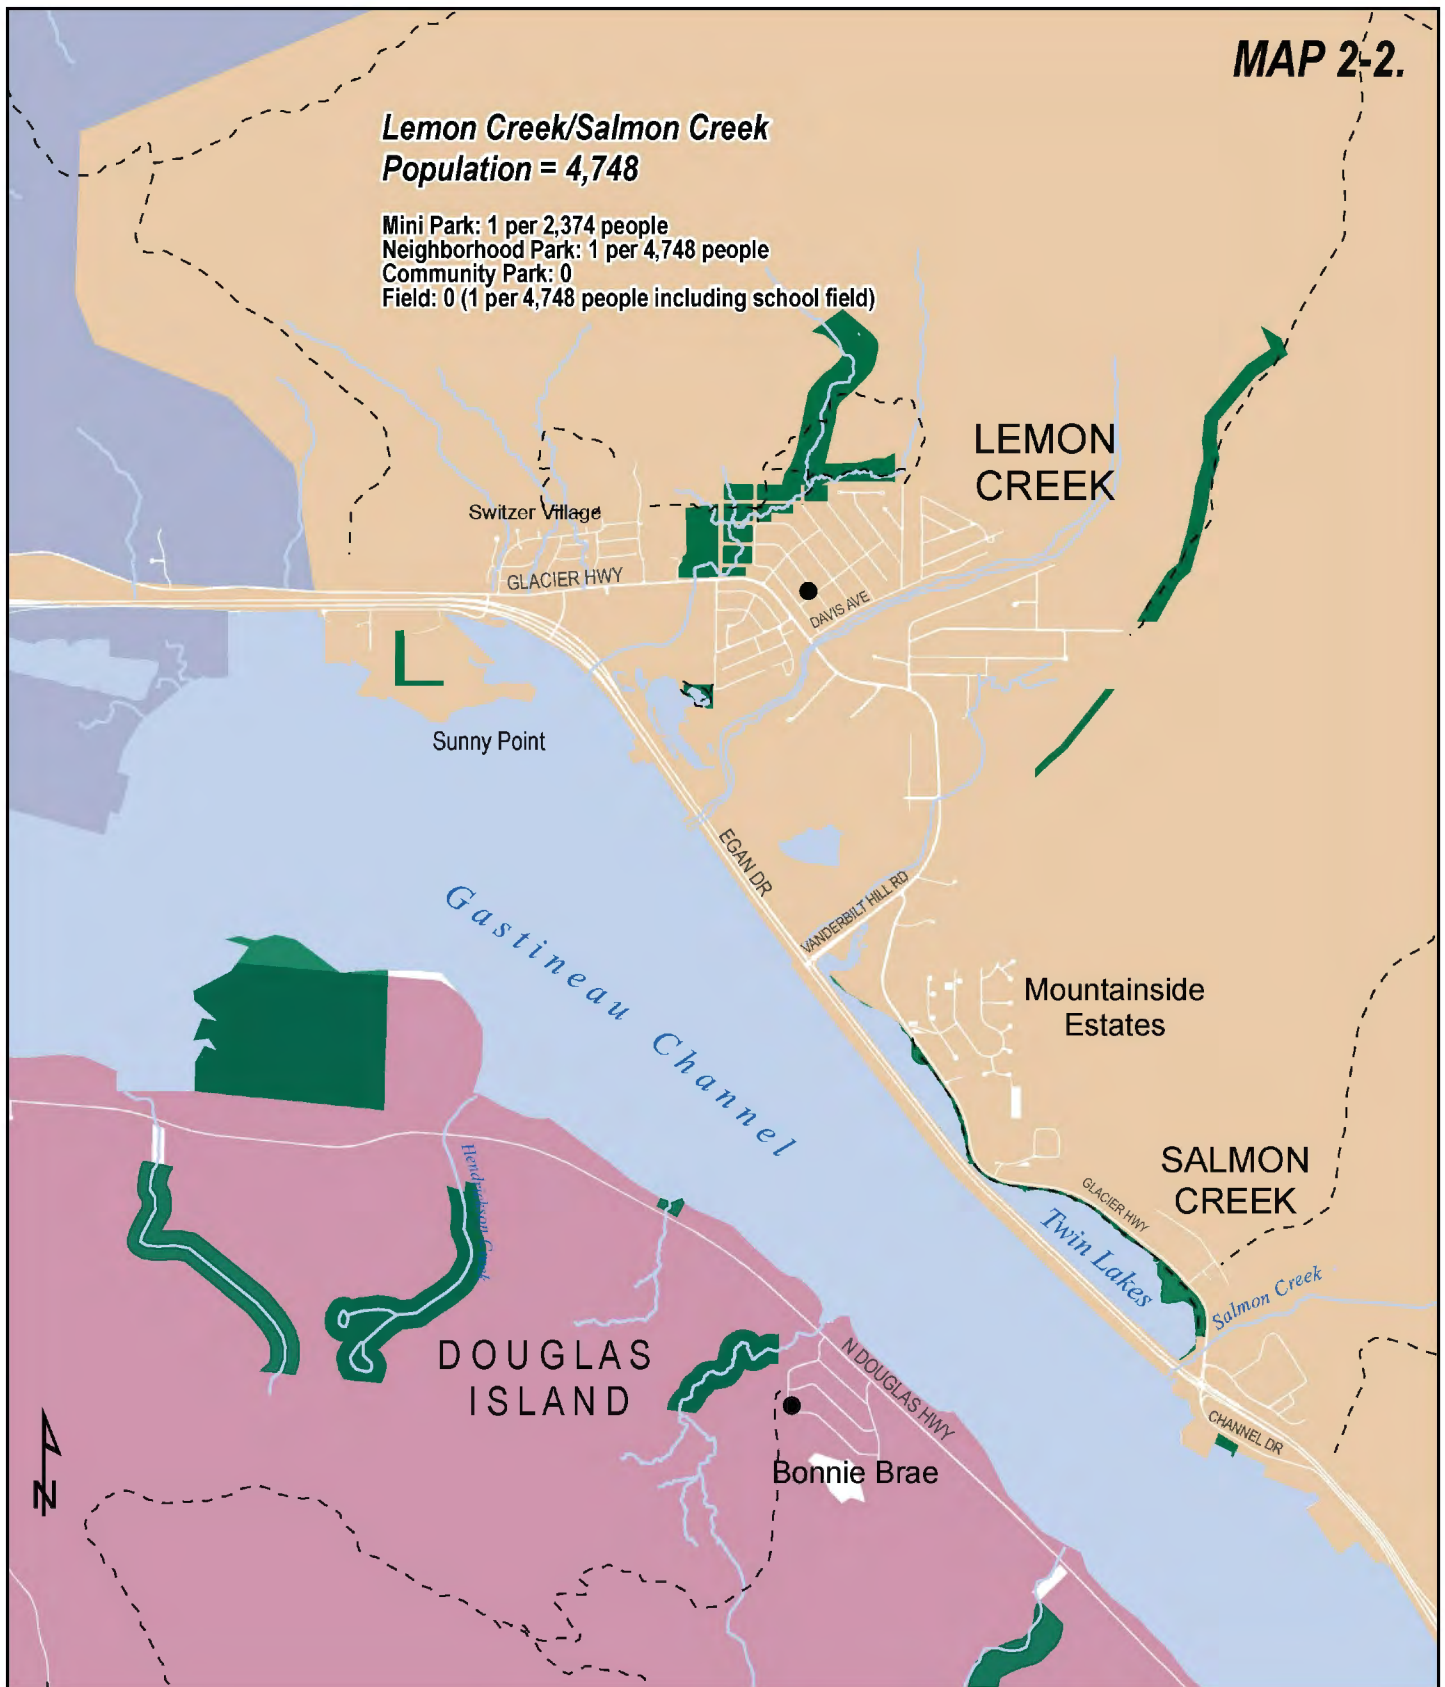 MAP 2-2.
Lemon Creek/Salmon Creek
Population = 4,748
Mini Park: 1 per 2,374 people
Neighborhood Park: 1 per 4,748 people
Community Park: 0
Field: 0 (1 per 4,748 people including school field)
LEMON
CREEK
Switzer Village
GLACIER HWY
DAVIS AVE
Sunny Point
EGAN DR
VANDERBILT HILL RD
Gastineau Channel
Mountainside
Estates
SALMON
CREEK
GLACIER HWY
Twin Lakes
Salmon Creek
Hendrickson Creek
DOUGLAS
ISLAND
N DOUGLAS HWY
CHANNEL DR
Bonnie Brae
N